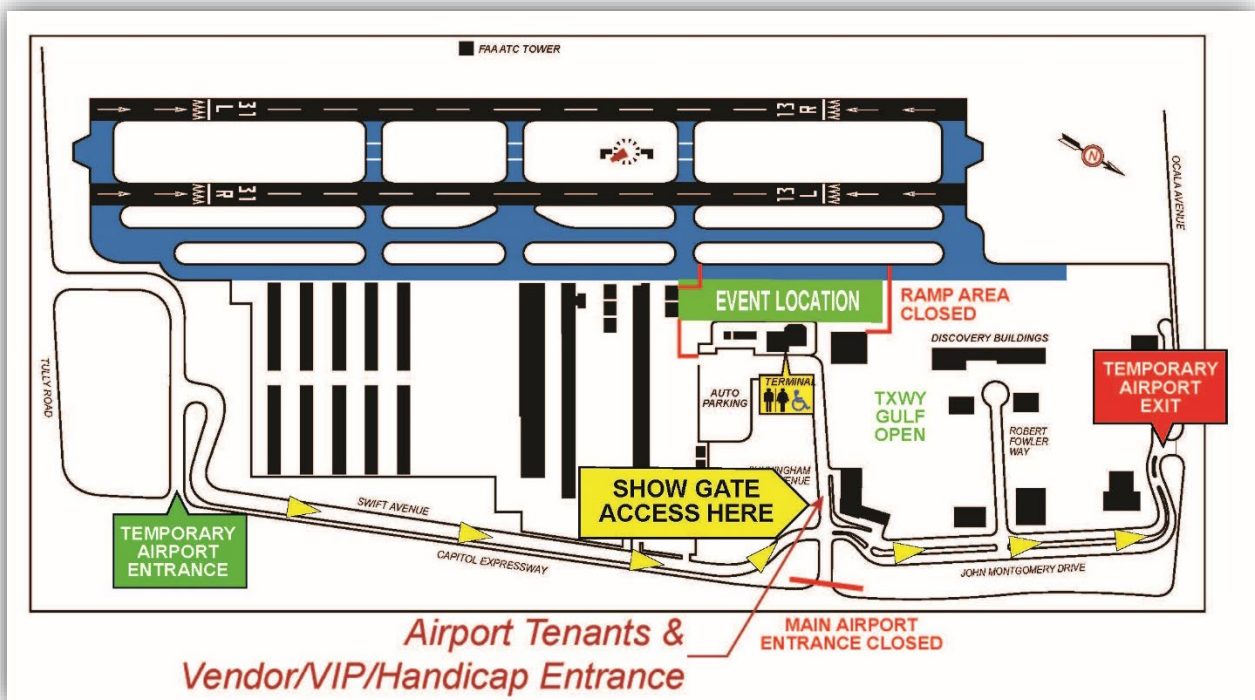 FAA ATC TOWER
31
L
13
R
31
R
13
L
N
OCALA AVENUE
TULLY ROAD
EVENT LOCATION
RAMP AREA
CLOSED
DISCOVERY BUILDINGS
TERMINAL
AUTO
PARKING
TXWY
GULF
OPEN
TEMPORARY
AIRPORT
EXIT
ROBERT
FOWLER
WAY
SHOW GATE
ACCESS HERE
SWIFT AVENUE
CAPITOL EXPRESSWAY
TEMPORARY
AIRPORT
ENTRANCE
JOHN MONTGOMERY DRIVE
MAIN AIRPORT
ENTRANCE CLOSED
Airport Tenants &
Vendor/VIP/Handicap Entrance